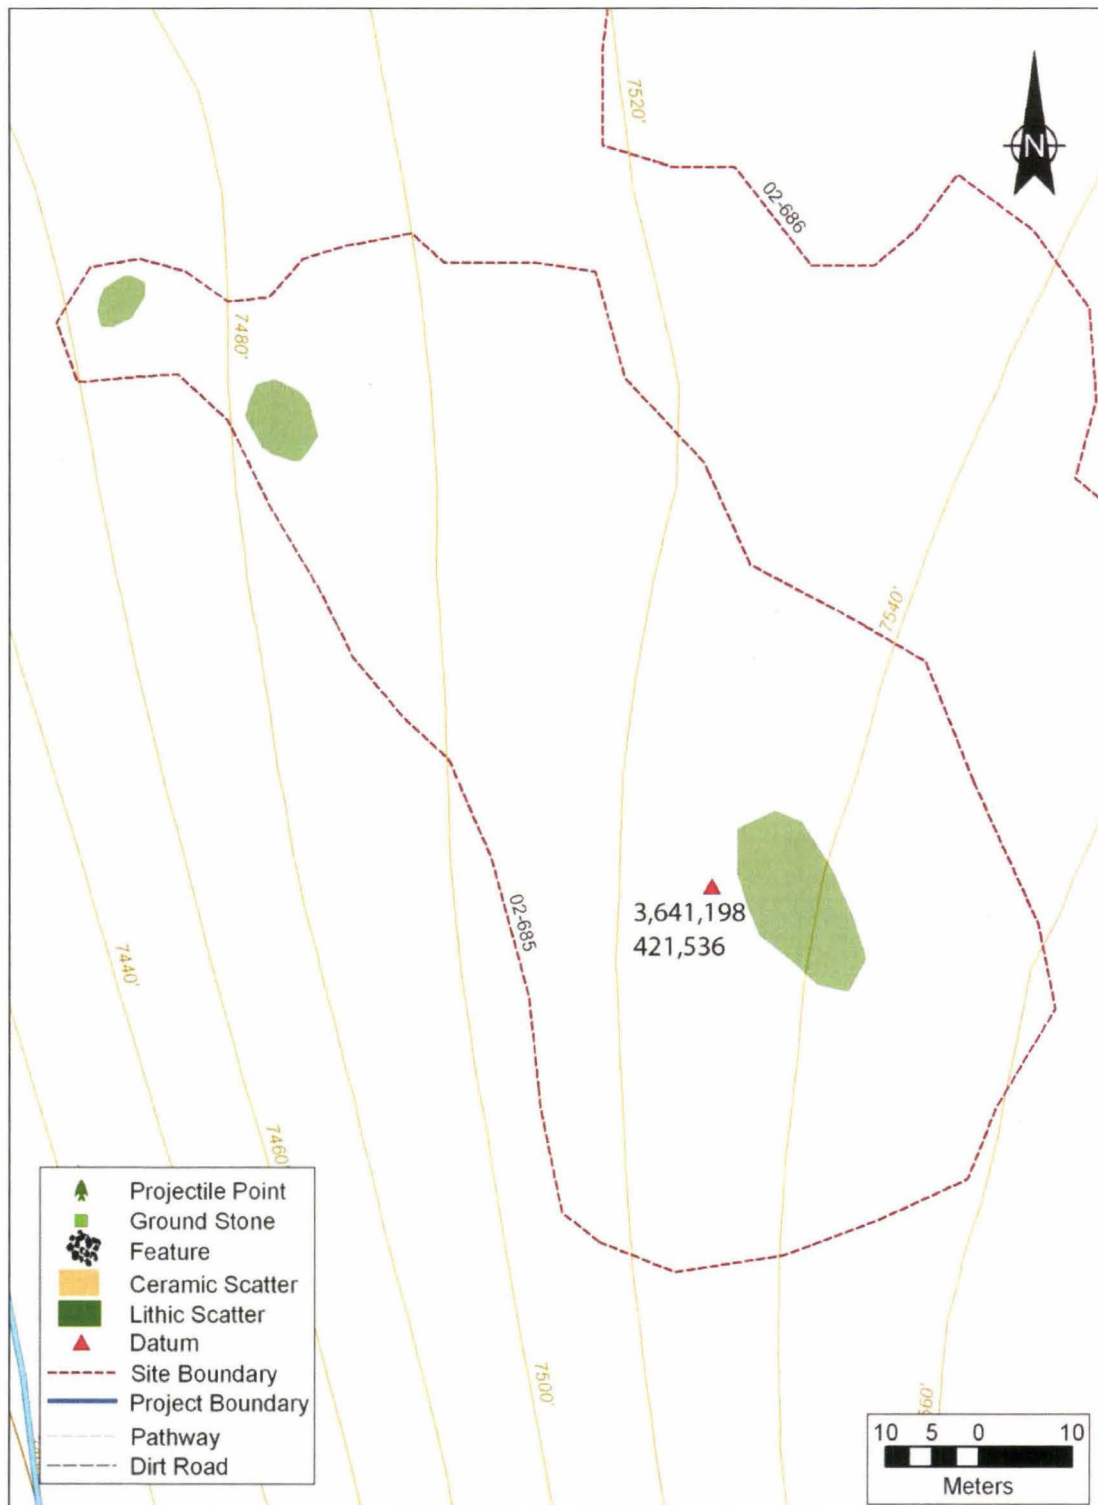 7520'
N
02-686
7480'
7540'
3,641,198
421,536
02-685
7440'
7460'
Projectile Point
Ground Stone
Feature
Ceramic Scatter
Lithic Scatter
Datum
Site Boundary
Project Boundary
Pathway
Dirt Road
7500'
560'
10 5 0 10
Meters